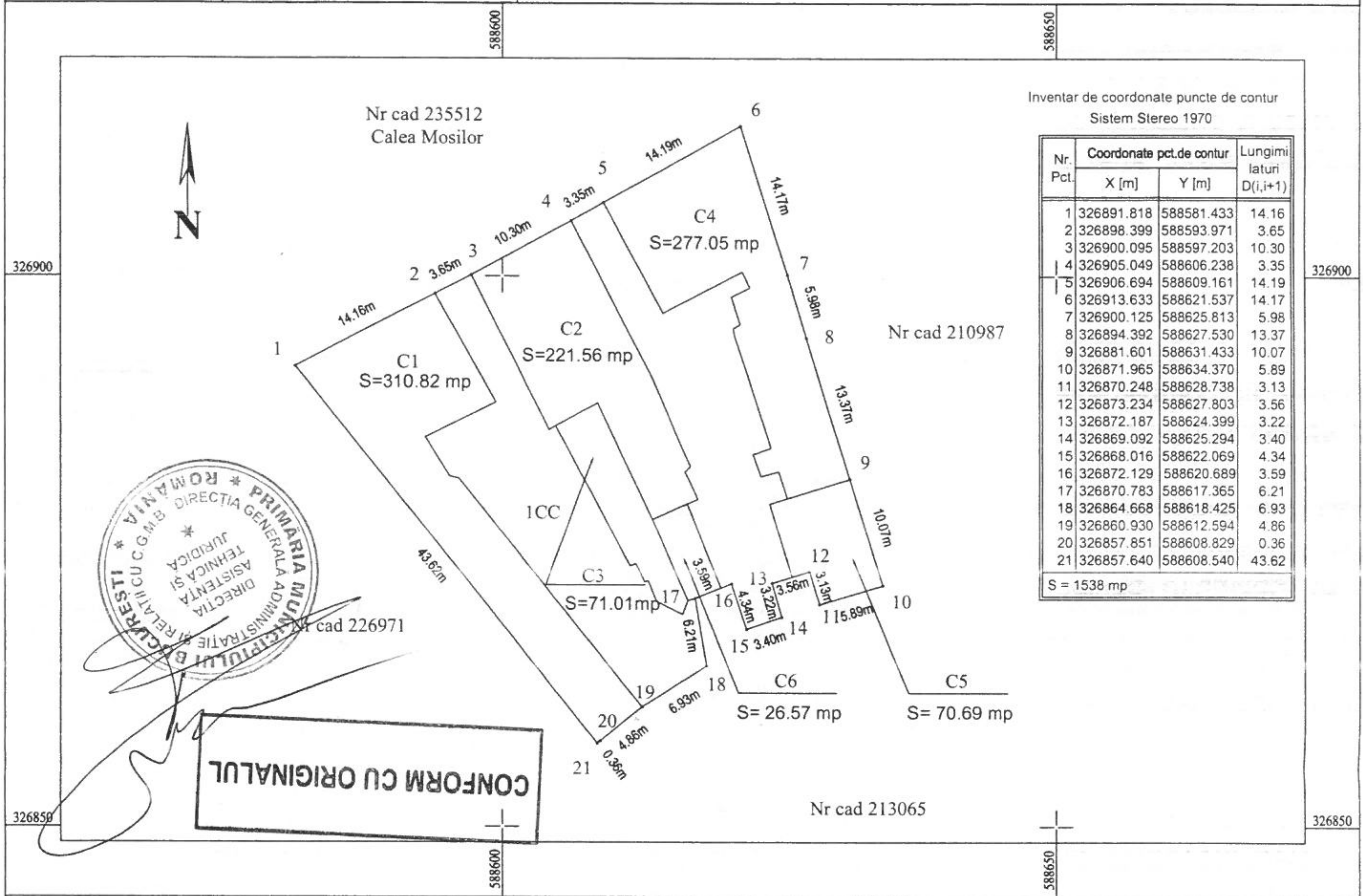 588600
588650
Nr cad 235512
Calea Mosilor
N
Inventar de coordonate puncte de contur
Sistem Stereo 1970
Nr. Pct. Coordonate pct.de contur Lungimi laturi D(i,i+1)
X [m] Y [m]
1 326891.818 588581.433 14.16
2 326898.399 588593.971 3.65
3 326900.095 588597.203 10.30
4 326905.049 588606.238 3.35
5 326906.694 588609.161 14.19
6 326913.633 588621.537 14.17
7 326900.125 588625.813 5.98
8 326894.392 588627.530 13.37
9 326881.601 588631.433 10.07
10 326871.965 588634.370 5.89
11 326870.248 588628.738 3.13
12 326873.234 588627.803 3.56
13 326872.187 588624.399 3.22
14 326869.092 588625.294 3.40
15 326868.016 588622.069 4.34
16 326872.129 588620.689 3.59
17 326870.783 588617.365 6.21
18 326864.668 588618.425 6.93
19 326860.930 588612.594 4.86
20 326857.851 588608.829 0.36
21 326857.640 588608.540 43.62
S = 1538 mp
6
14.19m
5
3.35m
4
10.30m
3
3.65m
2
14.16m
1
14.17m
C4
S=277.05 mp
7
5.98m
326900
326900
8
Nr cad 210987
C2
S=221.56 mp
C1
S=310.82 mp
13.37m
9
10.07m
1CC
43.62m
C3
S=71.01mp
17
3.59m
16
4.34m
13
3.22m
3.56m
12
3.13m
10
11
5.89m
14
15
3.40m
6.21m
18
C6
S= 26.57 mp
C5
S= 70.69 mp
19
6.93m
20
4.86m
21
0.36m
Nr cad 226971
PRIMĂRIA MUNICIPIULUI BUCUREȘTI * ROMÂNIA *
DIRECȚIA GENERALĂ ADMINISTRAȚIE ȘI RELAȚII CU C.G.M.B
DIRECȚIA
ASISTENȚĂ
TEHNICĂ ȘI
JURIDICĂ
CONFORM CU ORIGINALUL
Nr cad 213065
326850
326850
588600
588650